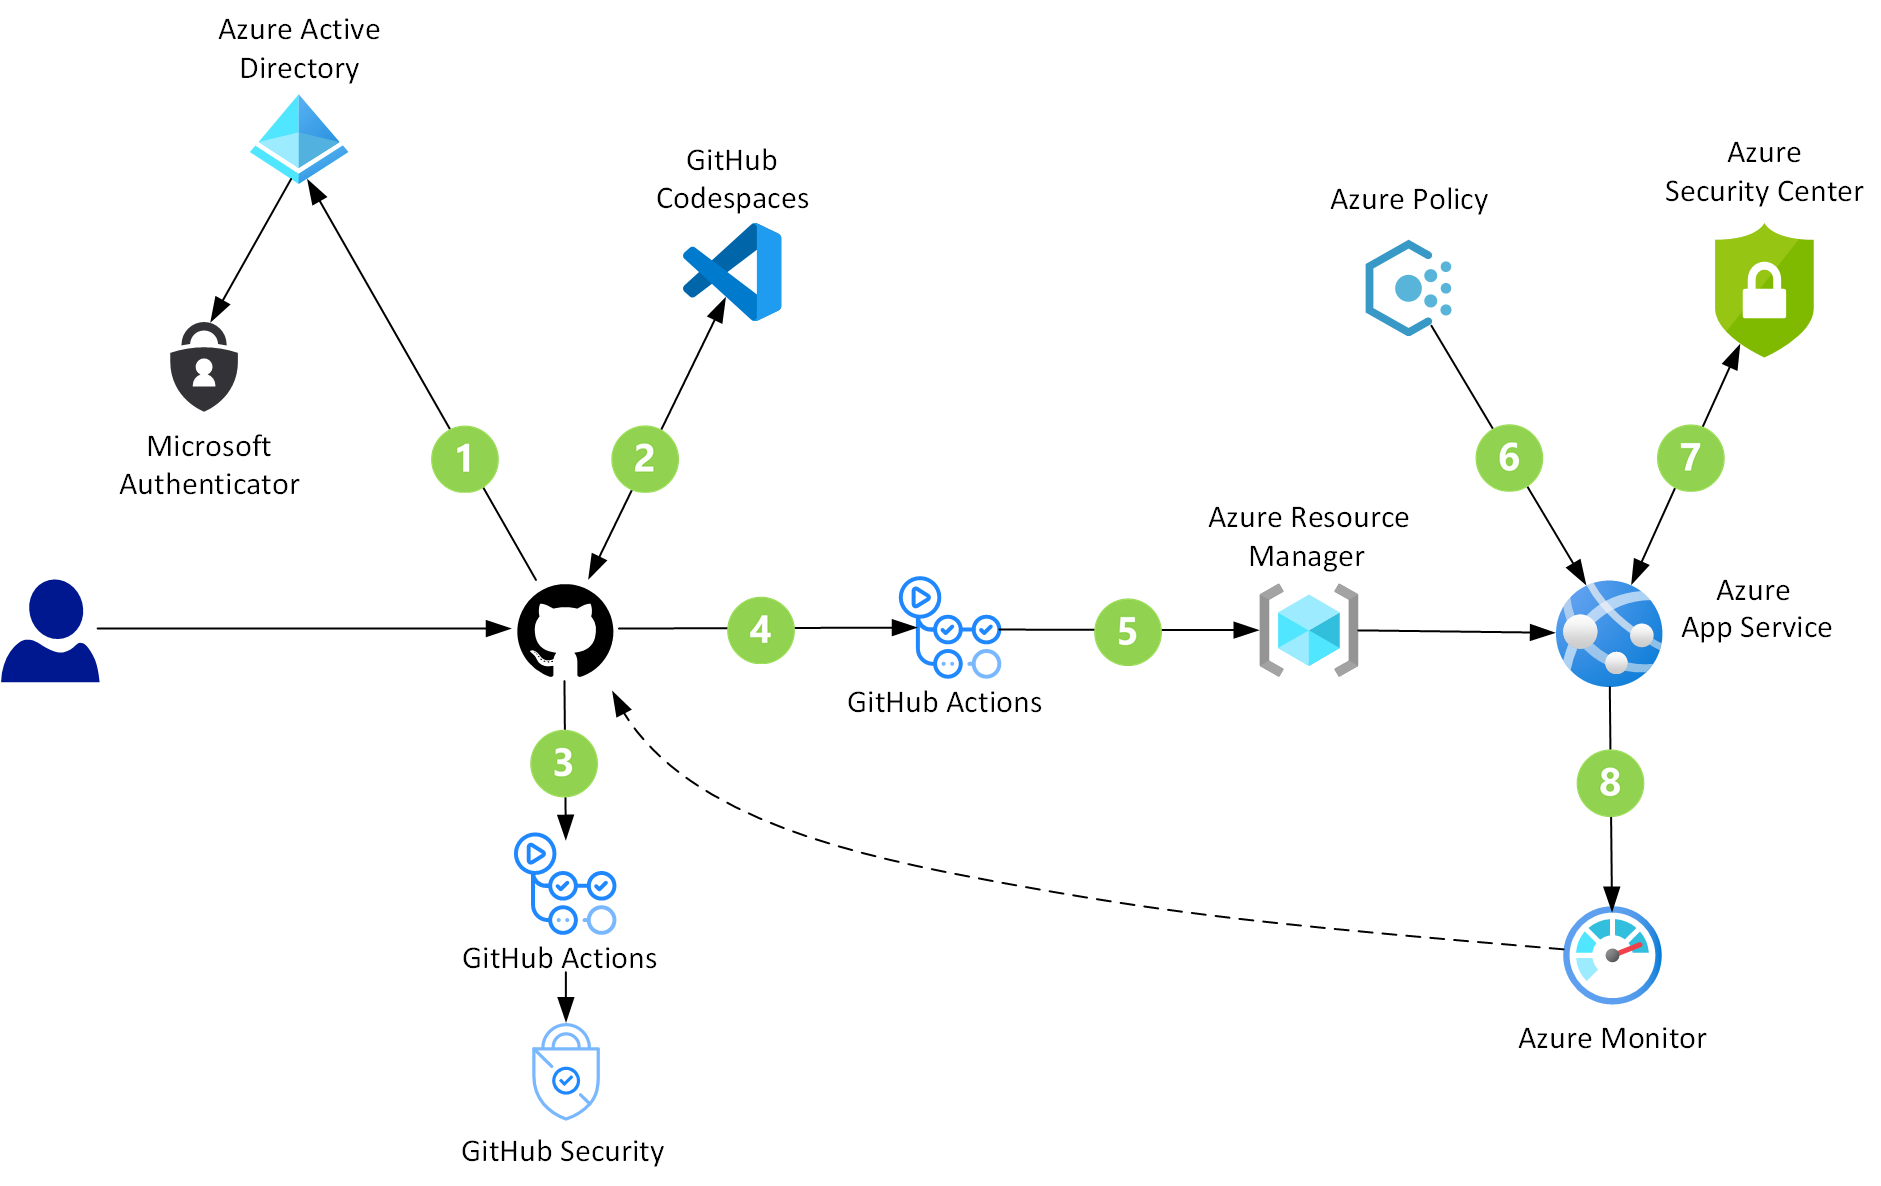 Azure Active
Directory
GitHub
Codespaces
Azure
Security Center
Azure Policy
Microsoft
Authenticator
1
2
6
7
Azure Resource
Manager
Azure
App Service
4
5
GitHub Actions
3
8
GitHub Actions
Azure Monitor
GitHub Security